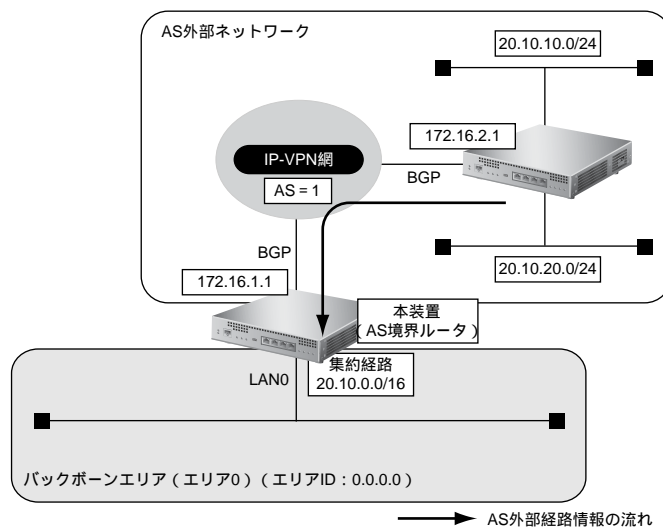 AS外部ネットワーク
20.10.10.0/24
172.16.2.1
IP-VPN網
AS = 1
BGP
BGP
20.10.20.0/24
172.16.1.1
本装置
（AS境界ルータ）
集約経路
20.10.0.0/16
LAN0
バックボーンエリア（エリア0）（エリアID：0.0.0.0）
AS外部経路情報の流れ